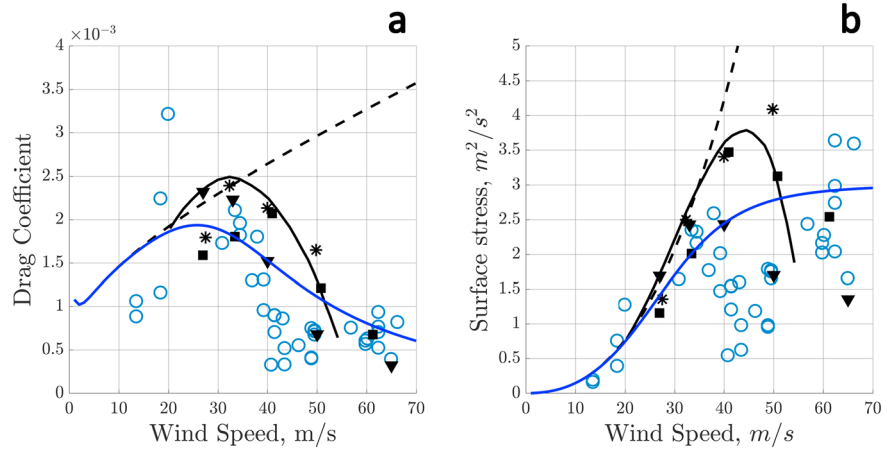 a
×10⁻³
4
3.5
3
2.5
2
1.5
1
0.5
0
Drag Coefficient
0 10 20 30 40 50 60 70
Wind Speed, m/s
b
5
4.5
4
3.5
3
2.5
2
1.5
1
0.5
0
Surface stress, m²/s²
0 10 20 30 40 50 60 70
Wind Speed, m/s